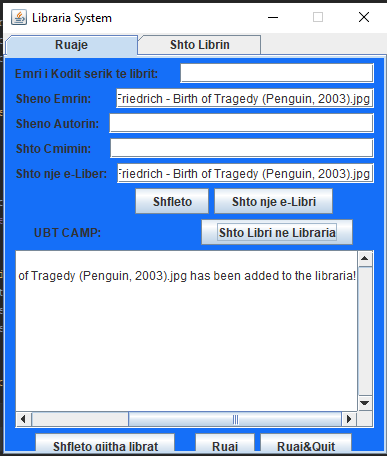 Libraria System
Ruaje Shto Librin
Emri i Kodit serik te librit:
Sheno Emrin: Friedrich - Birth of Tragedy (Penguin, 2003).jpg
Sheno Autorin:
Shto Cmimin:
Shto nje e-Liber: Friedrich - Birth of Tragedy (Penguin, 2003).jpg
Shfleto Shto nje e-Libri
UBT CAMP: Shto Libri ne Libraria
of Tragedy (Penguin, 2003).jpg has been added to the libraria!
Shfleto gjitha librat Ruaj Ruai&Quit